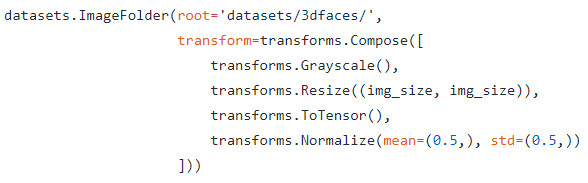 datasets.ImageFolder(root='datasets/3dfaces/',
                     transform=transforms.Compose([
                         transforms.Grayscale(),
                         transforms.Resize((img_size, img_size)),
                         transforms.ToTensor(),
                         transforms.Normalize(mean=(0.5,), std=(0.5,))
                     ]))